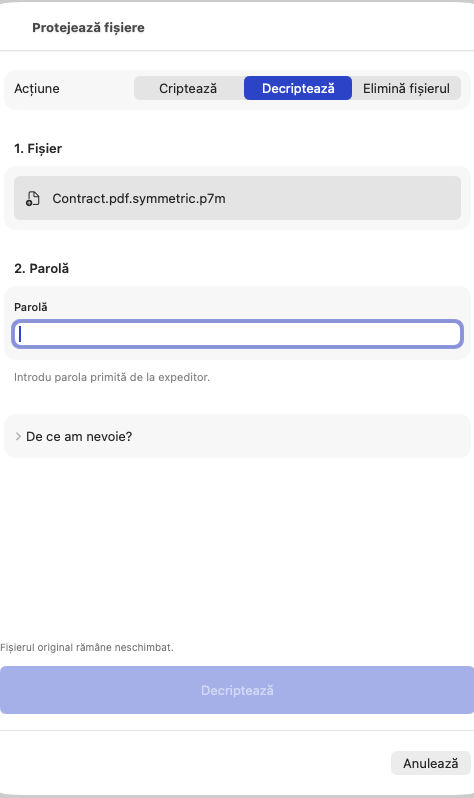 Protejează fișiere
Acțiune
Criptează
Decriptează
Elimină fișierul
1. Fișier
Contract.pdf.symmetric.p7m
2. Parolă
Parolă
Introdu parola primită de la expeditor.
De ce am nevoie?
Fișierul original rămâne neschimbat.
Decriptează
Anulează